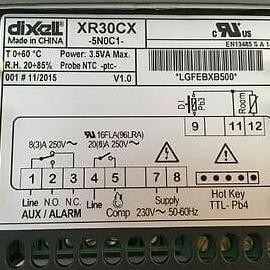 dixell XR30CX
Made in CHINA -5N0C1-
c UL US
EN13485 S A 1
T 0÷60 °C Power: 3.5VA Max.
R.H. 20÷85% Probe NTC -ptc-
001 # 11/2015 V1.0
*LGFEBXB500*
D.I.
Pb3
Room
16FLA(96LRA)
8(3)A 250V~ 20(8)A 250V~
9 11 12
1 2 3 4 5 7 8
Line N.O. N.C. Line Supply Hot Key
AUX / ALARM Comp 230V~ 50-60Hz TTL- Pb4